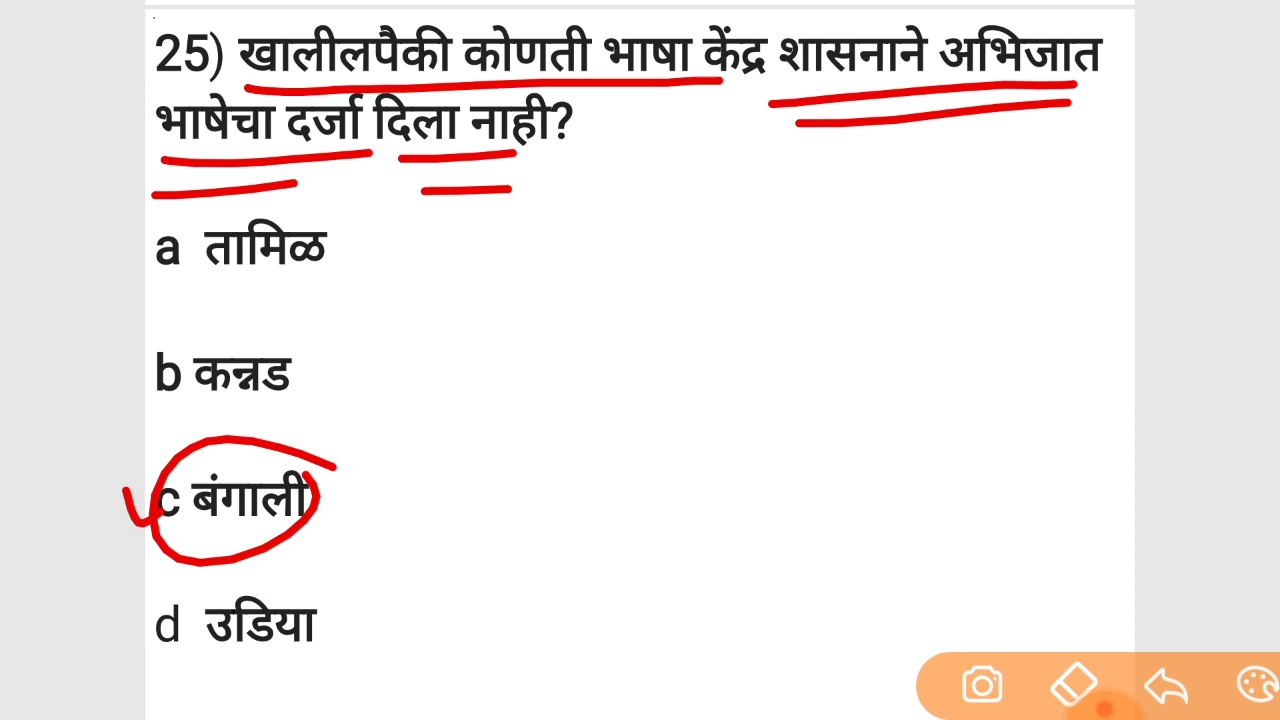 25) खालीलपैकी कोणती भाषा केंद्र शासनाने अभिजात
भाषेचा दर्जा दिला नाही?
a तामिळ
b कन्नड
c बंगाली
d उडिया